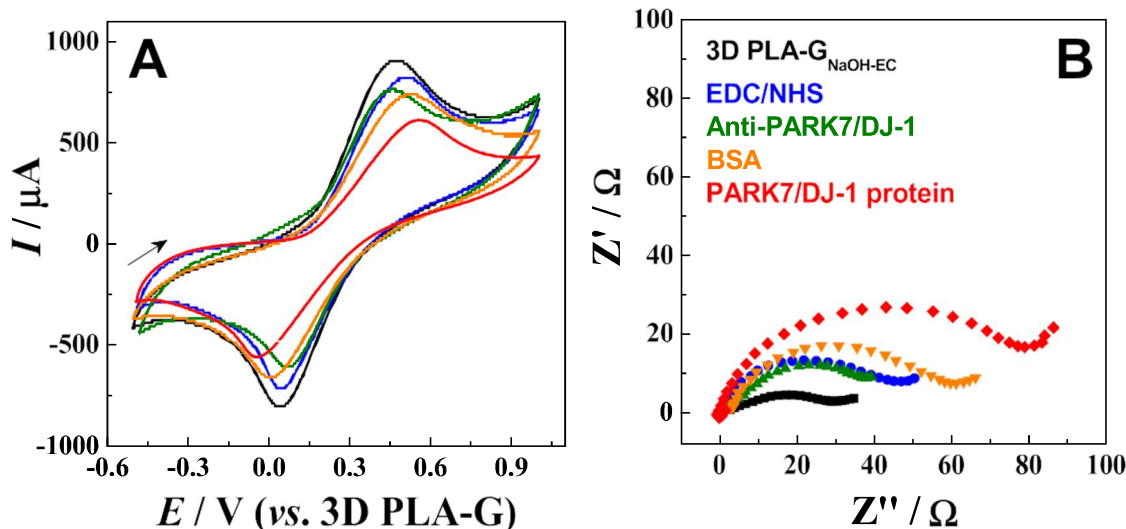 A
1000
500
0
-500
-1000
I / μA
-0.6 -0.3 0.0 0.3 0.6 0.9
E / V (vs. 3D PLA-G)
B
3D PLA-G NaOH-EC
EDC/NHS
Anti-PARK7/DJ-1
BSA
PARK7/DJ-1 protein
100
80
60
40
20
0
Z' / Ω
0 20 40 60 80 100
Z'' / Ω